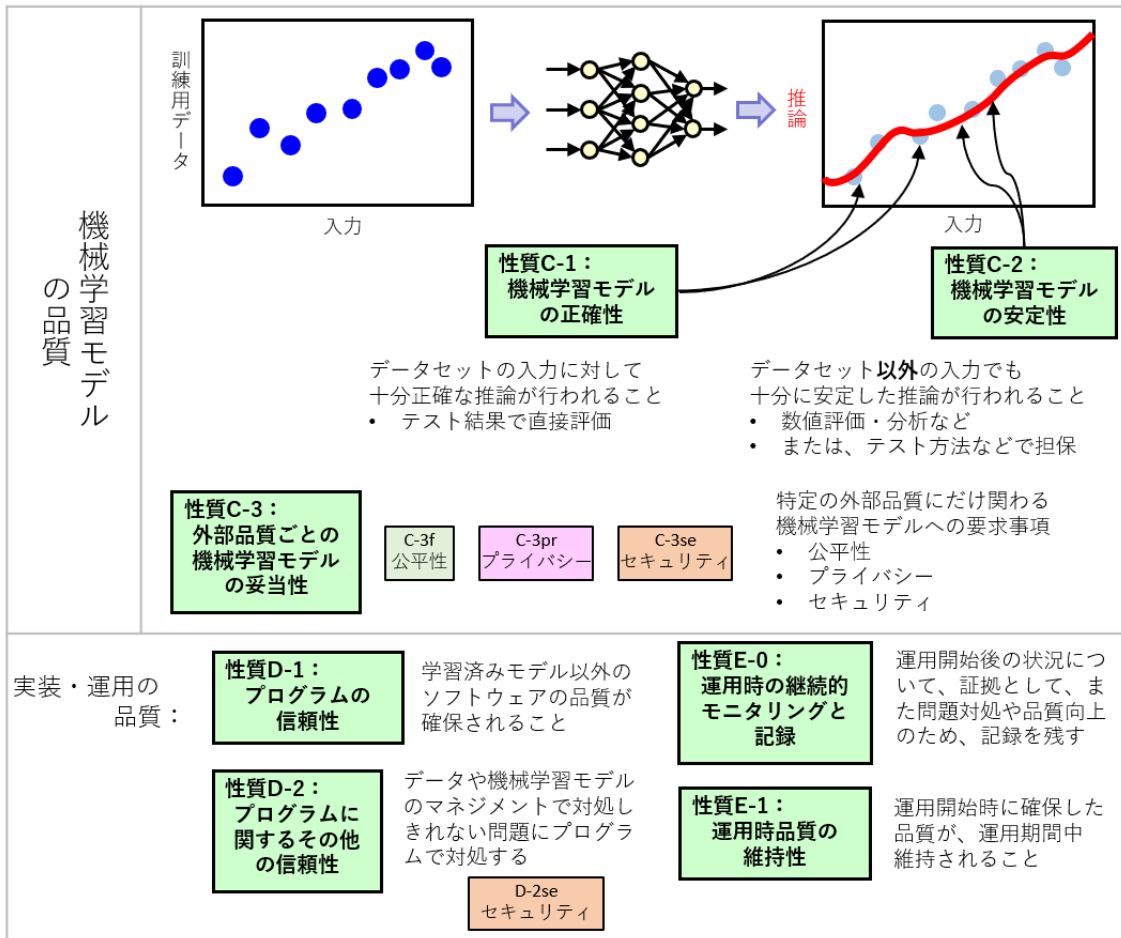 機械学習モデル
の品質
訓練用データ
入力
推論
入力
性質C-1：
機械学習モデル
の正確性
性質C-2：
機械学習モデル
の安定性
データセットの入力に対して
十分正確な推論が行われること
• テスト結果で直接評価
データセット以外の入力でも
十分に安定した推論が行われること
• 数値評価・分析など
• または、テスト方法などで担保
性質C-3：
外部品質ごとの
機械学習モデル
の妥当性
C-3f
公平性
C-3pr
プライバシー
C-3se
セキュリティ
特定の外部品質にだけ関わる
機械学習モデルへの要求事項
• 公平性
• プライバシー
• セキュリティ
実装・運用の
品質：
性質D-1：
プログラムの
信頼性
学習済みモデル以外の
ソフトウェアの品質が
確保されること
性質E-0：
運用時の継続的
モニタリングと
記録
運用開始後の状況につ
いて、証拠として、ま
た問題対処や品質向上
のため、記録を残す
性質D-2：
プログラムに
関するその他
の信頼性
データや機械学習モデル
のマネジメントで対処し
きれない問題にプログラ
ムで対処する
D-2se
セキュリティ
性質E-1：
運用時品質の
維持性
運用開始時に確保した
品質が、運用期間中
維持されること